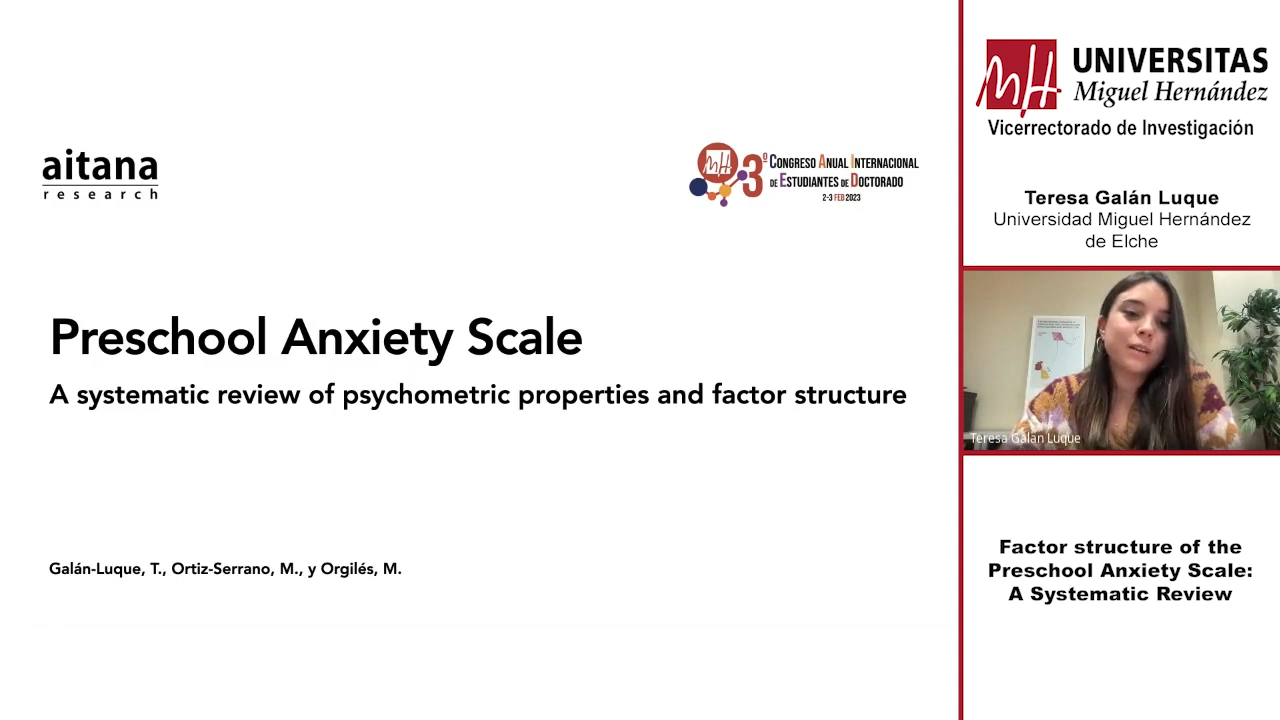 aitana
research
3º CONGRESO ANUAL INTERNACIONAL
DE ESTUDIANTES DE DOCTORADO
2-3 FEB 2023
Preschool Anxiety Scale
A systematic review of psychometric properties and factor structure
Galán-Luque, T., Ortiz-Serrano, M., y Orgilés, M.
UNIVERSITAS
Miguel Hernández
Vicerrectorado de Investigación
Teresa Galán Luque
Universidad Miguel Hernández
de Elche
Teresa Galan Luque
Factor structure of the
Preschool Anxiety Scale:
A Systematic Review